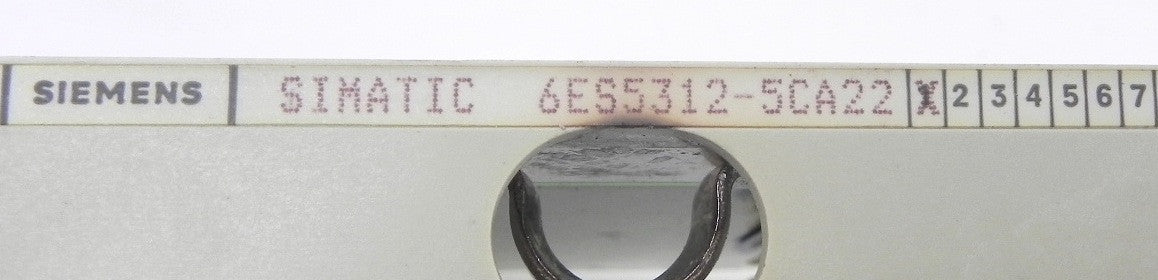 SIEMENS SIMATIC 6ES5312-5CA22 X 2 3 4 5 6 7